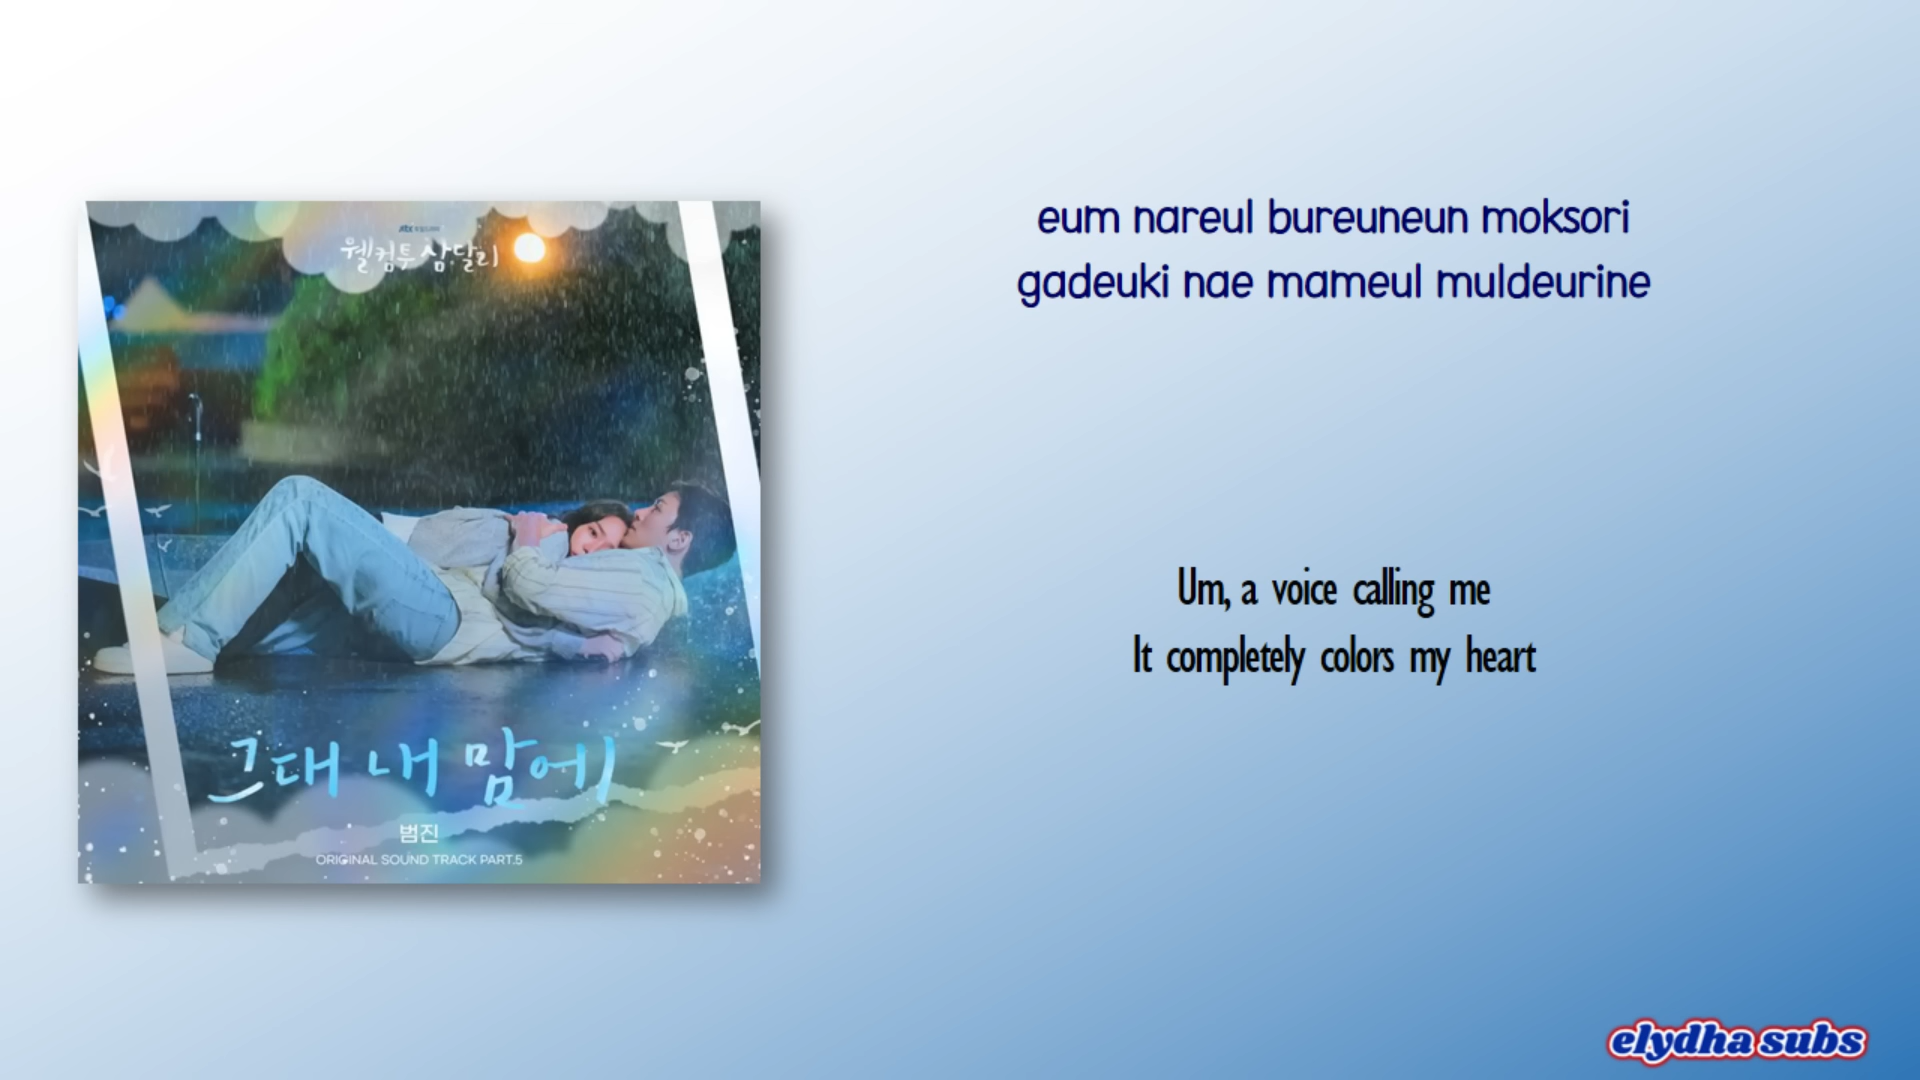 웰컴투 삼달리
그대 내 맘에
범진
ORIGINAL SOUND TRACK PART.5
eum nareul bureuneun moksori
gadeuki nae mameul muldeurine
Um, a voice calling me
It completely colors my heart
elydha subs